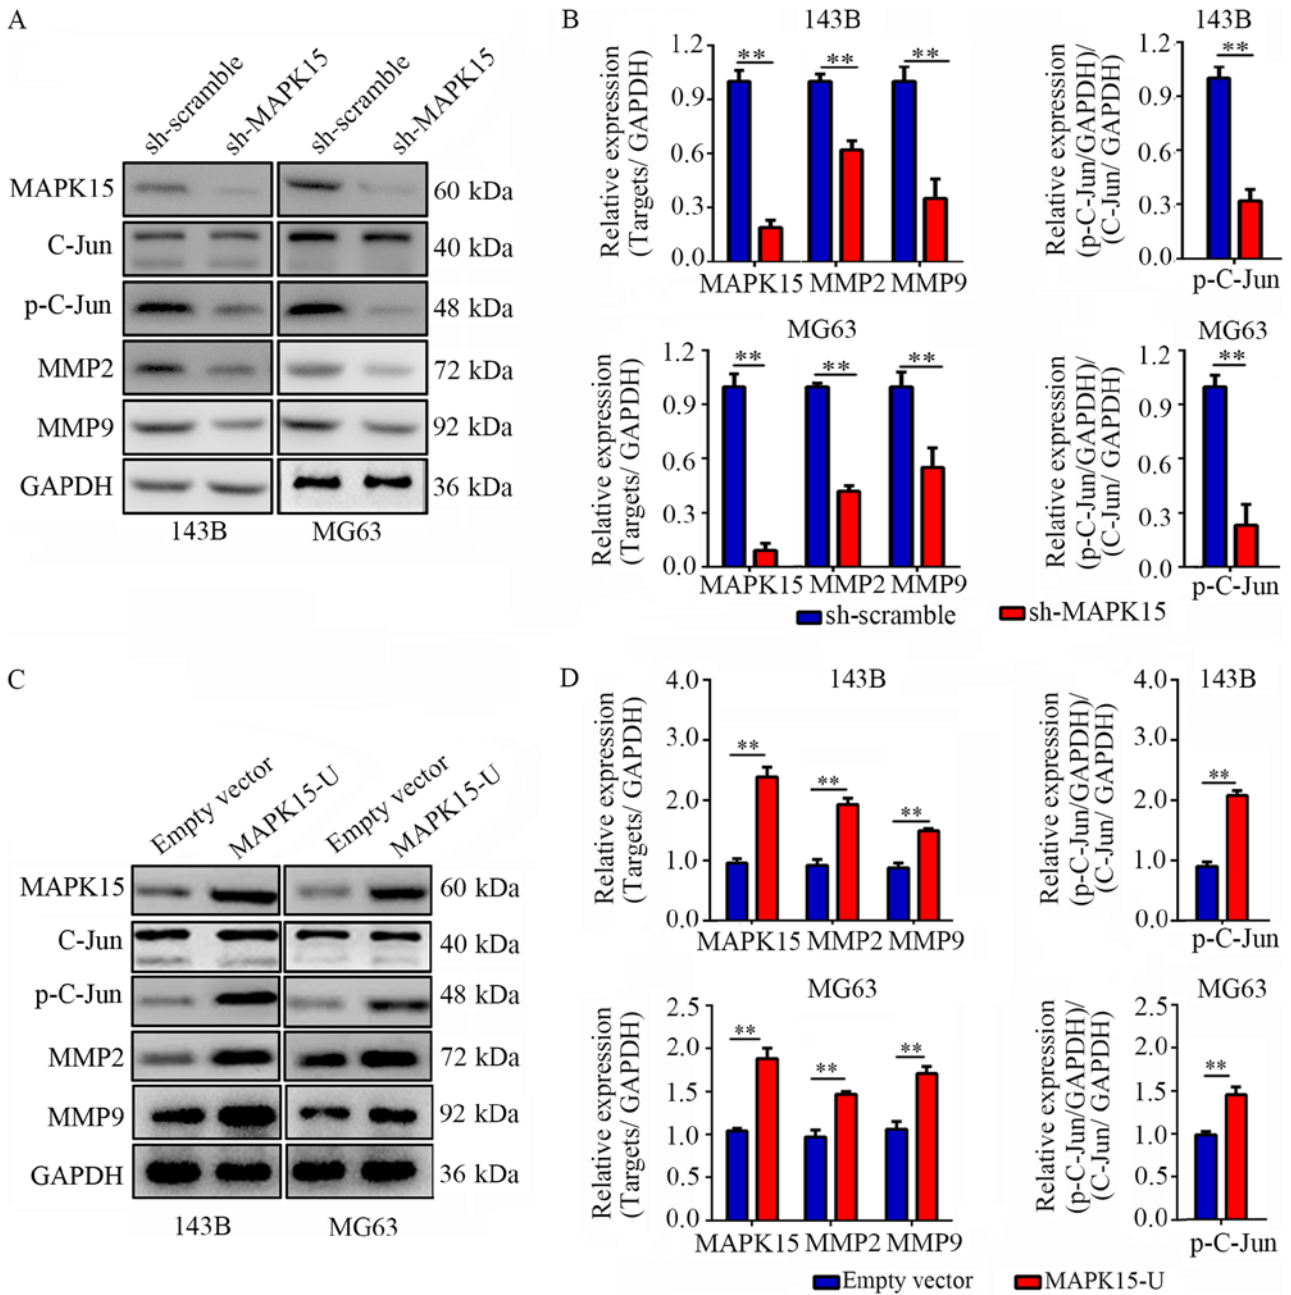 A
sh-scramble
sh-MAPK15
sh-scramble
sh-MAPK15
MAPK15
60 kDa
C-Jun
40 kDa
p-C-Jun
48 kDa
MMP2
72 kDa
MMP9
92 kDa
GAPDH
36 kDa
143B
MG63
B
143B
Relative expression
(Targets/ GAPDH)
1.2
0.9
0.6
0.3
0.0
**
**
**
MAPK15 MMP2 MMP9
143B
Relative expression
(p-C-Jun/GAPDH)/
(C-Jun/ GAPDH)
1.2
0.9
0.6
0.3
0.0
**
p-C-Jun
MG63
Relative expression
(Targets/ GAPDH)
1.2
0.9
0.6
0.3
0.0
**
**
**
MAPK15 MMP2 MMP9
MG63
Relative expression
(p-C-Jun/GAPDH)/
(C-Jun/ GAPDH)
1.2
0.9
0.6
0.3
0.0
**
p-C-Jun
sh-scramble
sh-MAPK15
C
Empty vector
MAPK15-U
Empty vector
MAPK15-U
MAPK15
60 kDa
C-Jun
40 kDa
p-C-Jun
48 kDa
MMP2
72 kDa
MMP9
92 kDa
GAPDH
36 kDa
143B
MG63
D
143B
Relative expression
(Targets/ GAPDH)
4.0
3.0
2.0
1.0
0.0
**
**
**
MAPK15 MMP2 MMP9
143B
Relative expression
(p-C-Jun/GAPDH)/
(C-Jun/ GAPDH)
4.0
3.0
2.0
1.0
0.0
**
p-C-Jun
MG63
Relative expression
(Targets/ GAPDH)
2.5
2.0
1.5
1.0
0.5
0.0
**
**
**
MAPK15 MMP2 MMP9
MG63
Relative expression
(p-C-Jun/GAPDH)/
(C-Jun/ GAPDH)
2.5
2.0
1.5
1.0
0.5
0.0
**
p-C-Jun
Empty vector
MAPK15-U